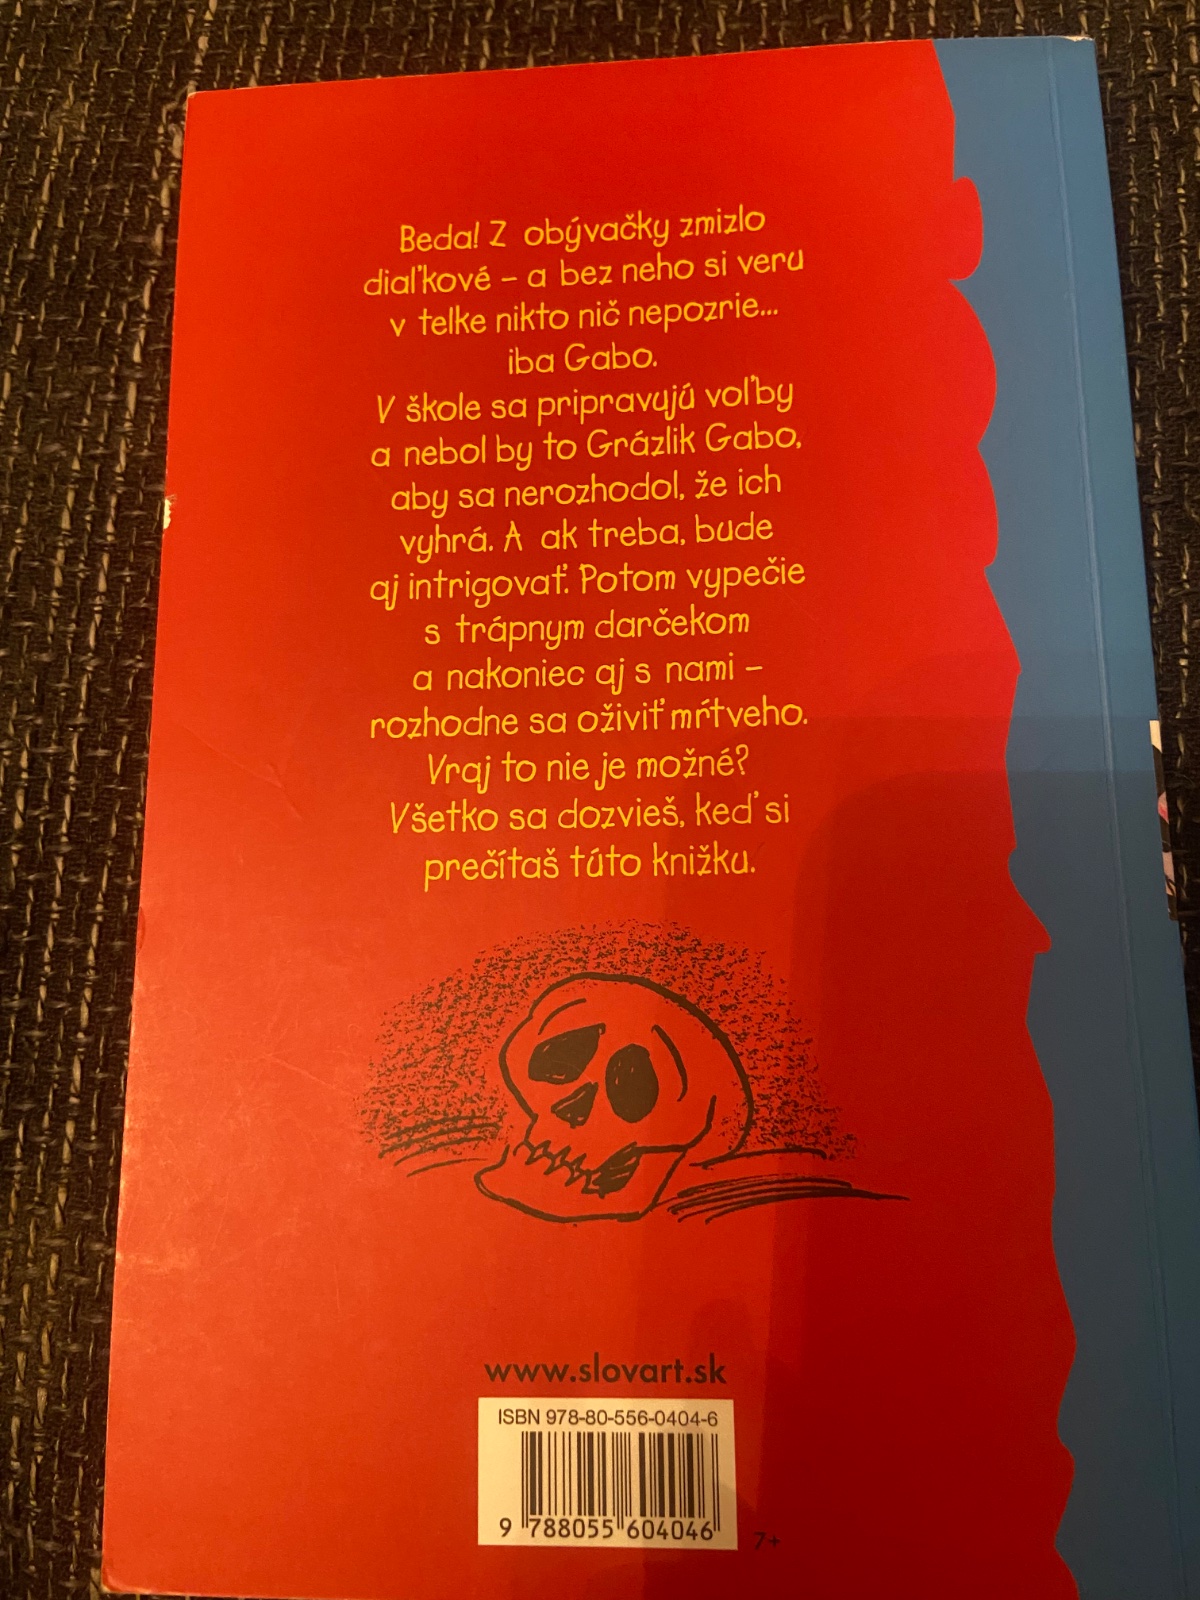 Beda! Z obývačky zmizlo
diaľkové – a bez neho si veru
v telke nikto nič nepozrie...
iba Gabo.
V škole sa pripravujú voľby
a nebol by to Grázlik Gabo,
aby sa nerozhodol, že ich
vyhrá. A ak treba, bude
aj intrigovať. Potom vypečie
s trápnym darčekom
a nakoniec aj s nami –
rozhodne sa oživiť mŕtveho.
Vraj to nie je možné?
Všetko sa dozvieš, keď si
prečítaš túto knižku.
www.slovart.sk
ISBN 978-80-556-0404-6
9 788055 604046
7+